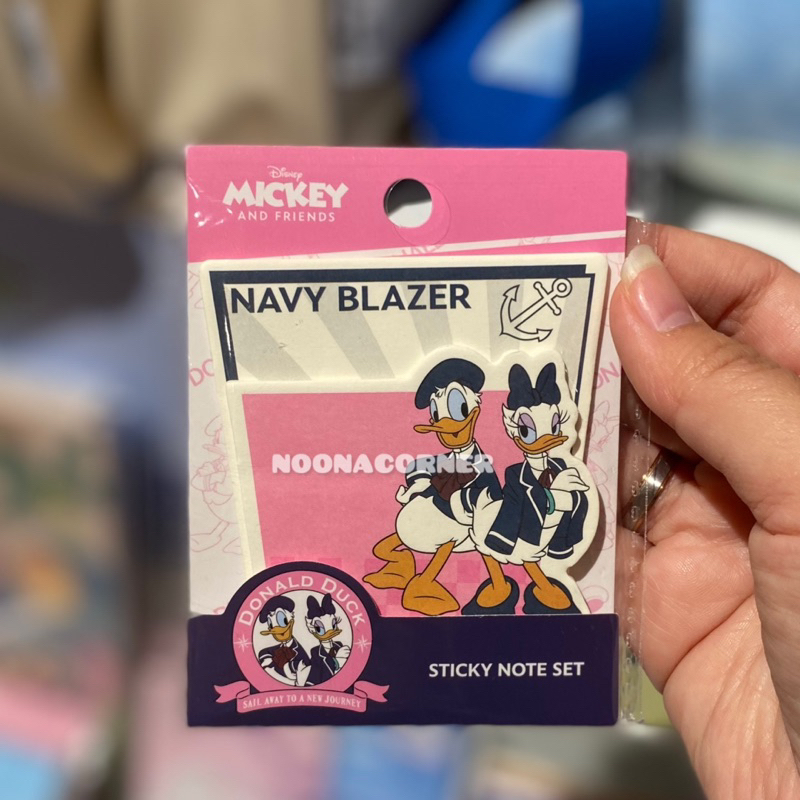 Disney
MICKEY
AND FRIENDS
NAVY BLAZER
NOONACORNER
DONALD DUCK
SAIL AWAY TO A NEW JOURNEY
STICKY NOTE SET